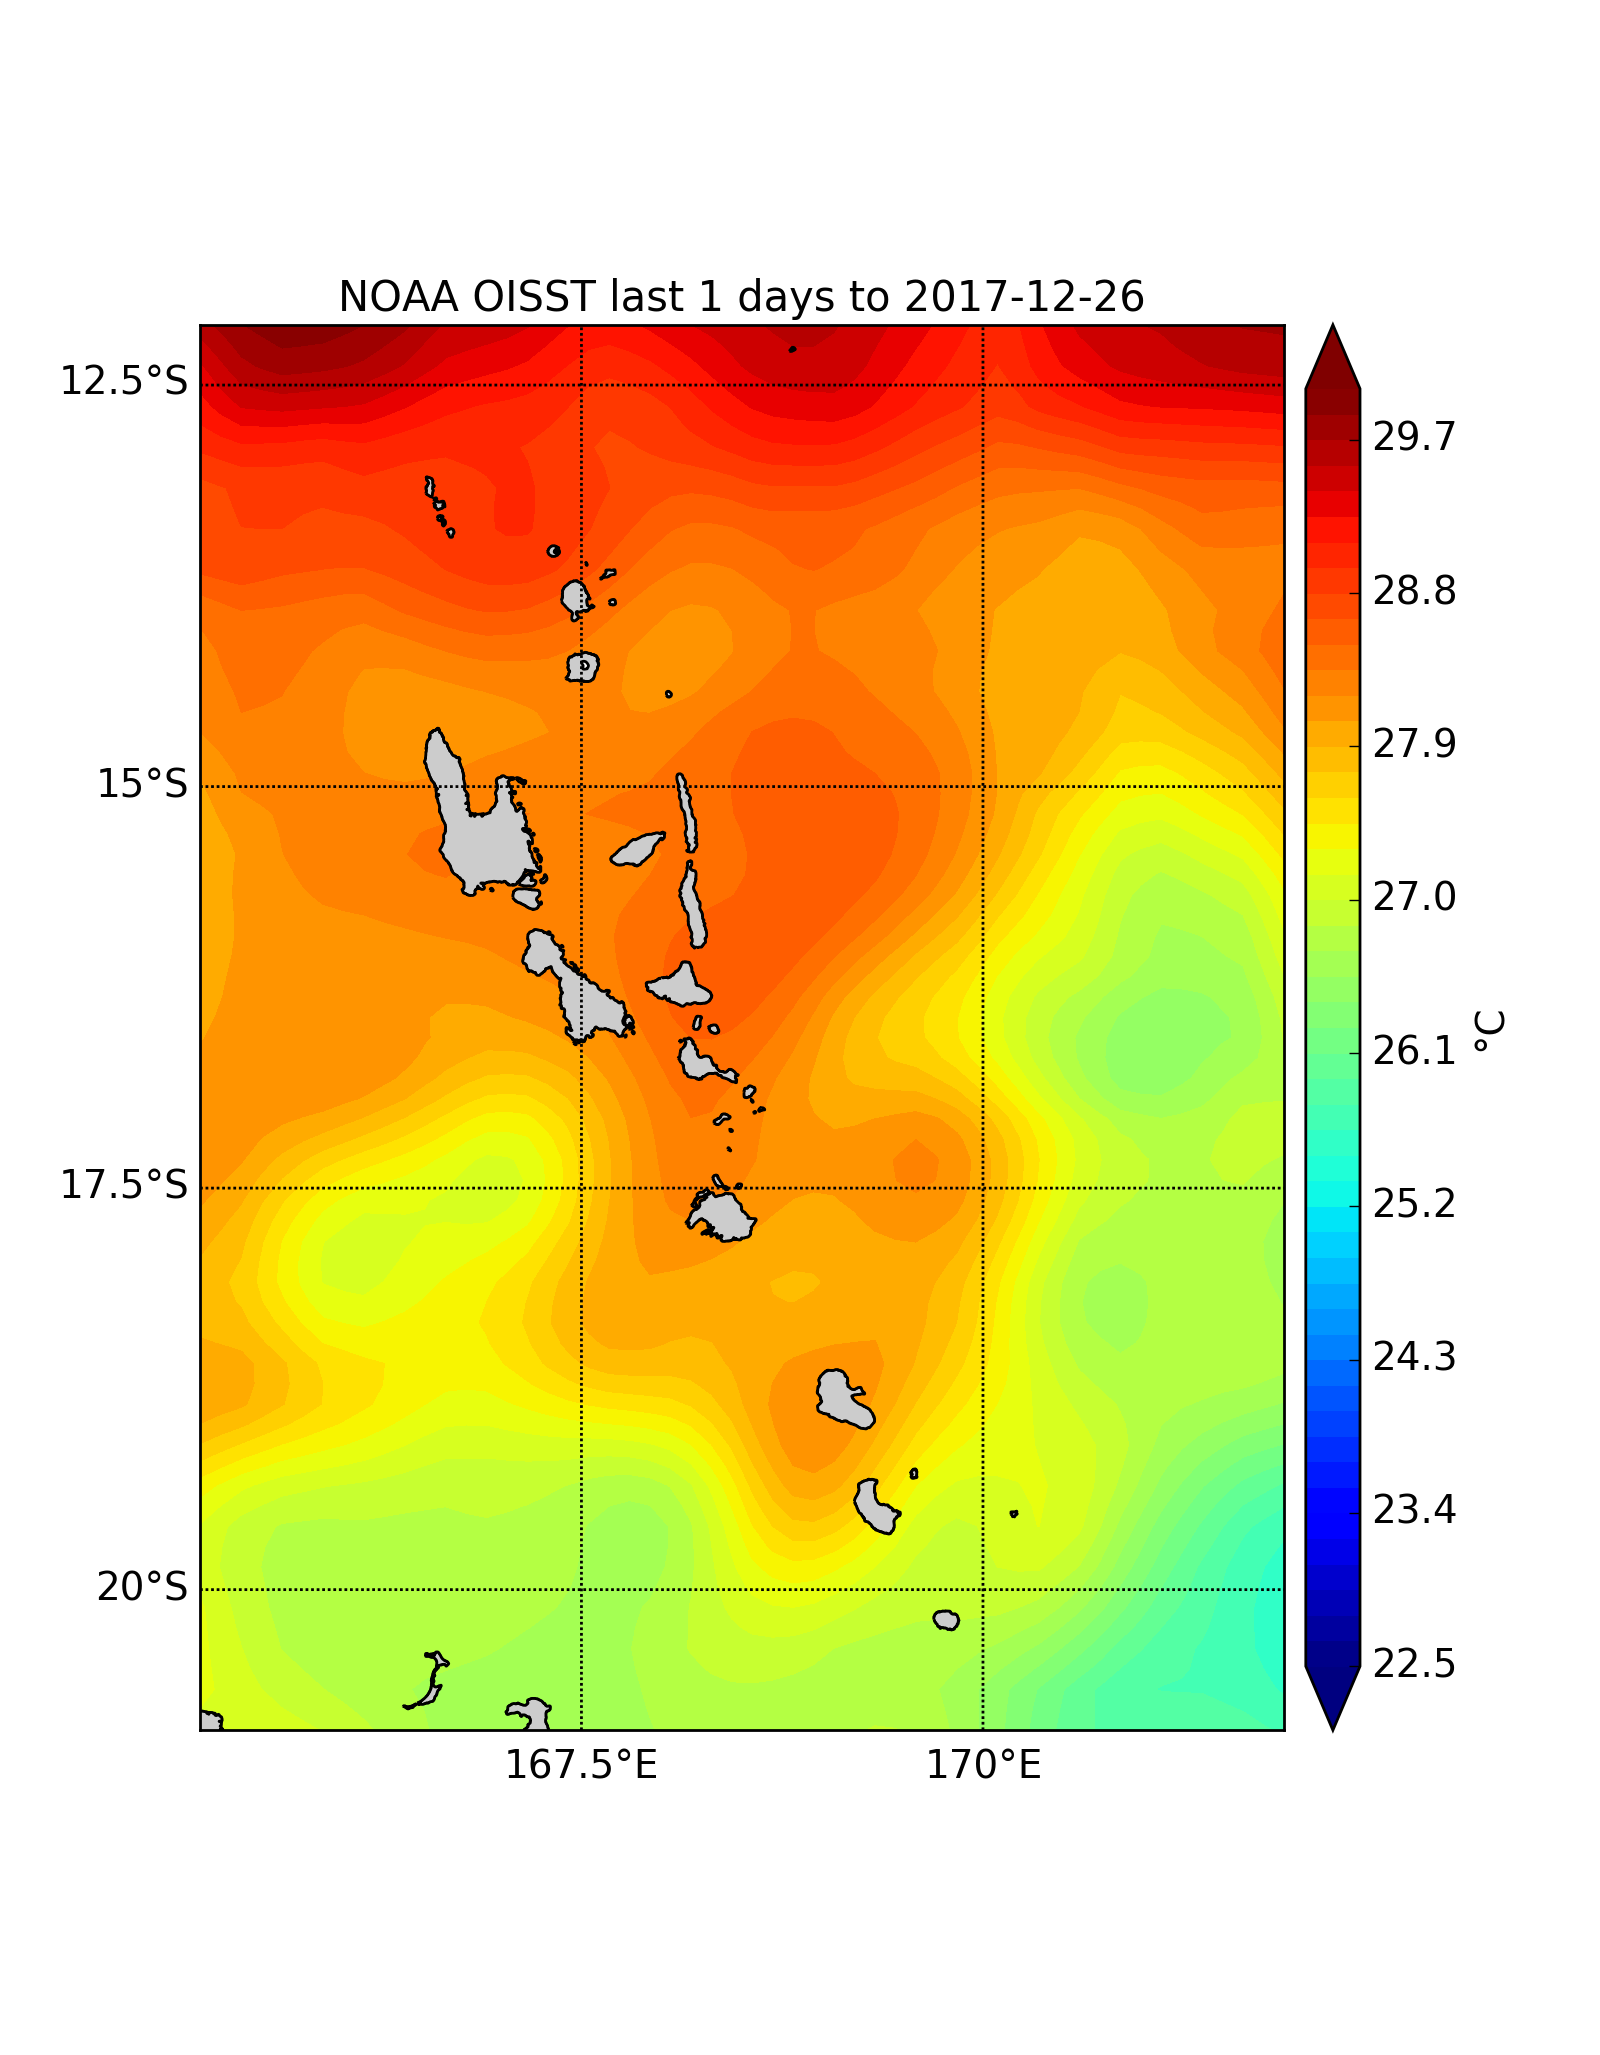 NOAA OISST last 1 days to 2017-12-26
12.5°S
15°S
17.5°S
20°S
167.5°E
170°E
29.7
28.8
27.9
27.0
26.1
25.2
24.3
23.4
22.5
°C